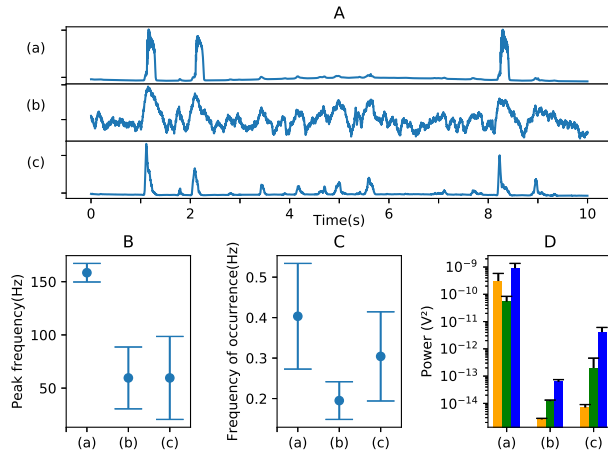 A
(a)
(b)
(c)
0 2 4 6 8 10
Time(s)
B
Peak frequency(Hz)
150
100
50
(a) (b) (c)
C
Frequency of occurrence(Hz)
0.5
0.4
0.3
0.2
(a) (b) (c)
D
Power (V²)
10⁻⁹
10⁻¹⁰
10⁻¹¹
10⁻¹²
10⁻¹³
10⁻¹⁴
(a) (b) (c)